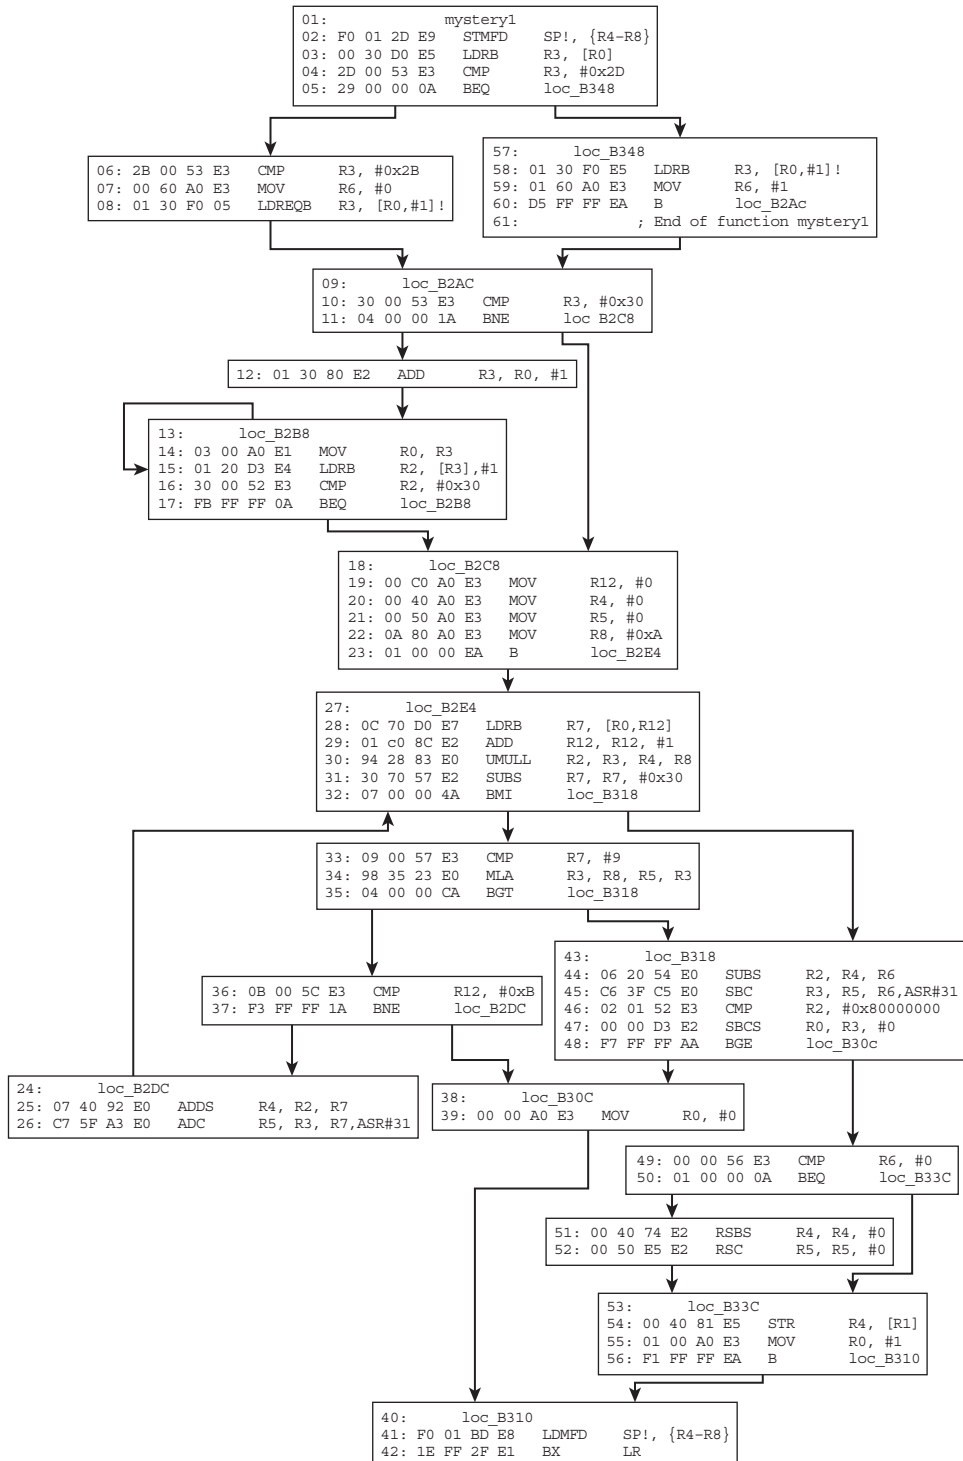 01: mystery1
02: F0 01 2D E9 STMFD SP!, {R4-R8}
03: 00 30 D0 E5 LDRB R3, [R0]
04: 2D 00 53 E3 CMP R3, #0x2D
05: 29 00 00 0A BEQ loc_B348
06: 2B 00 53 E3 CMP R3, #0x2B
07: 00 60 A0 E3 MOV R6, #0
08: 01 30 F0 05 LDREQB R3, [R0,#1]!
57: loc_B348
58: 01 30 F0 E5 LDRB R3, [R0,#1]!
59: 01 60 A0 E3 MOV R6, #1
60: D5 FF FF EA B loc_B2Ac
61: ; End of function mystery1
09: loc_B2AC
10: 30 00 53 E3 CMP R3, #0x30
11: 04 00 00 1A BNE loc B2C8
12: 01 30 80 E2 ADD R3, R0, #1
13: loc_B2B8
14: 03 00 A0 E1 MOV R0, R3
15: 01 20 D3 E4 LDRB R2, [R3],#1
16: 30 00 52 E3 CMP R2, #0x30
17: FB FF FF 0A BEQ loc_B2B8
18: loc_B2C8
19: 00 C0 A0 E3 MOV R12, #0
20: 00 40 A0 E3 MOV R4, #0
21: 00 50 A0 E3 MOV R5, #0
22: 0A 80 A0 E3 MOV R8, #0xA
23: 01 00 00 EA B loc_B2E4
27: loc_B2E4
28: 0C 70 D0 E7 LDRB R7, [R0,R12]
29: 01 c0 8C E2 ADD R12, R12, #1
30: 94 28 83 E0 UMULL R2, R3, R4, R8
31: 30 70 57 E2 SUBS R7, R7, #0x30
32: 07 00 00 4A BMI loc_B318
33: 09 00 57 E3 CMP R7, #9
34: 98 35 23 E0 MLA R3, R8, R5, R3
35: 04 00 00 CA BGT loc_B318
36: 0B 00 5C E3 CMP R12, #0xB
37: F3 FF FF 1A BNE loc_B2DC
43: loc_B318
44: 06 20 54 E0 SUBS R2, R4, R6
45: C6 3F C5 E0 SBC R3, R5, R6,ASR#31
46: 02 01 52 E3 CMP R2, #0x80000000
47: 00 00 D3 E2 SBCS R0, R3, #0
48: F7 FF FF AA BGE loc_B30c
24: loc_B2DC
25: 07 40 92 E0 ADDS R4, R2, R7
26: C7 5F A3 E0 ADC R5, R3, R7,ASR#31
38: loc_B30C
39: 00 00 A0 E3 MOV R0, #0
49: 00 00 56 E3 CMP R6, #0
50: 01 00 00 0A BEQ loc_B33C
51: 00 40 74 E2 RSBS R4, R4, #0
52: 00 50 E5 E2 RSC R5, R5, #0
53: loc_B33C
54: 00 40 81 E5 STR R4, [R1]
55: 01 00 A0 E3 MOV R0, #1
56: F1 FF FF EA B loc_B310
40: loc_B310
41: F0 01 BD E8 LDMFD SP!, {R4-R8}
42: 1E FF 2F E1 BX LR